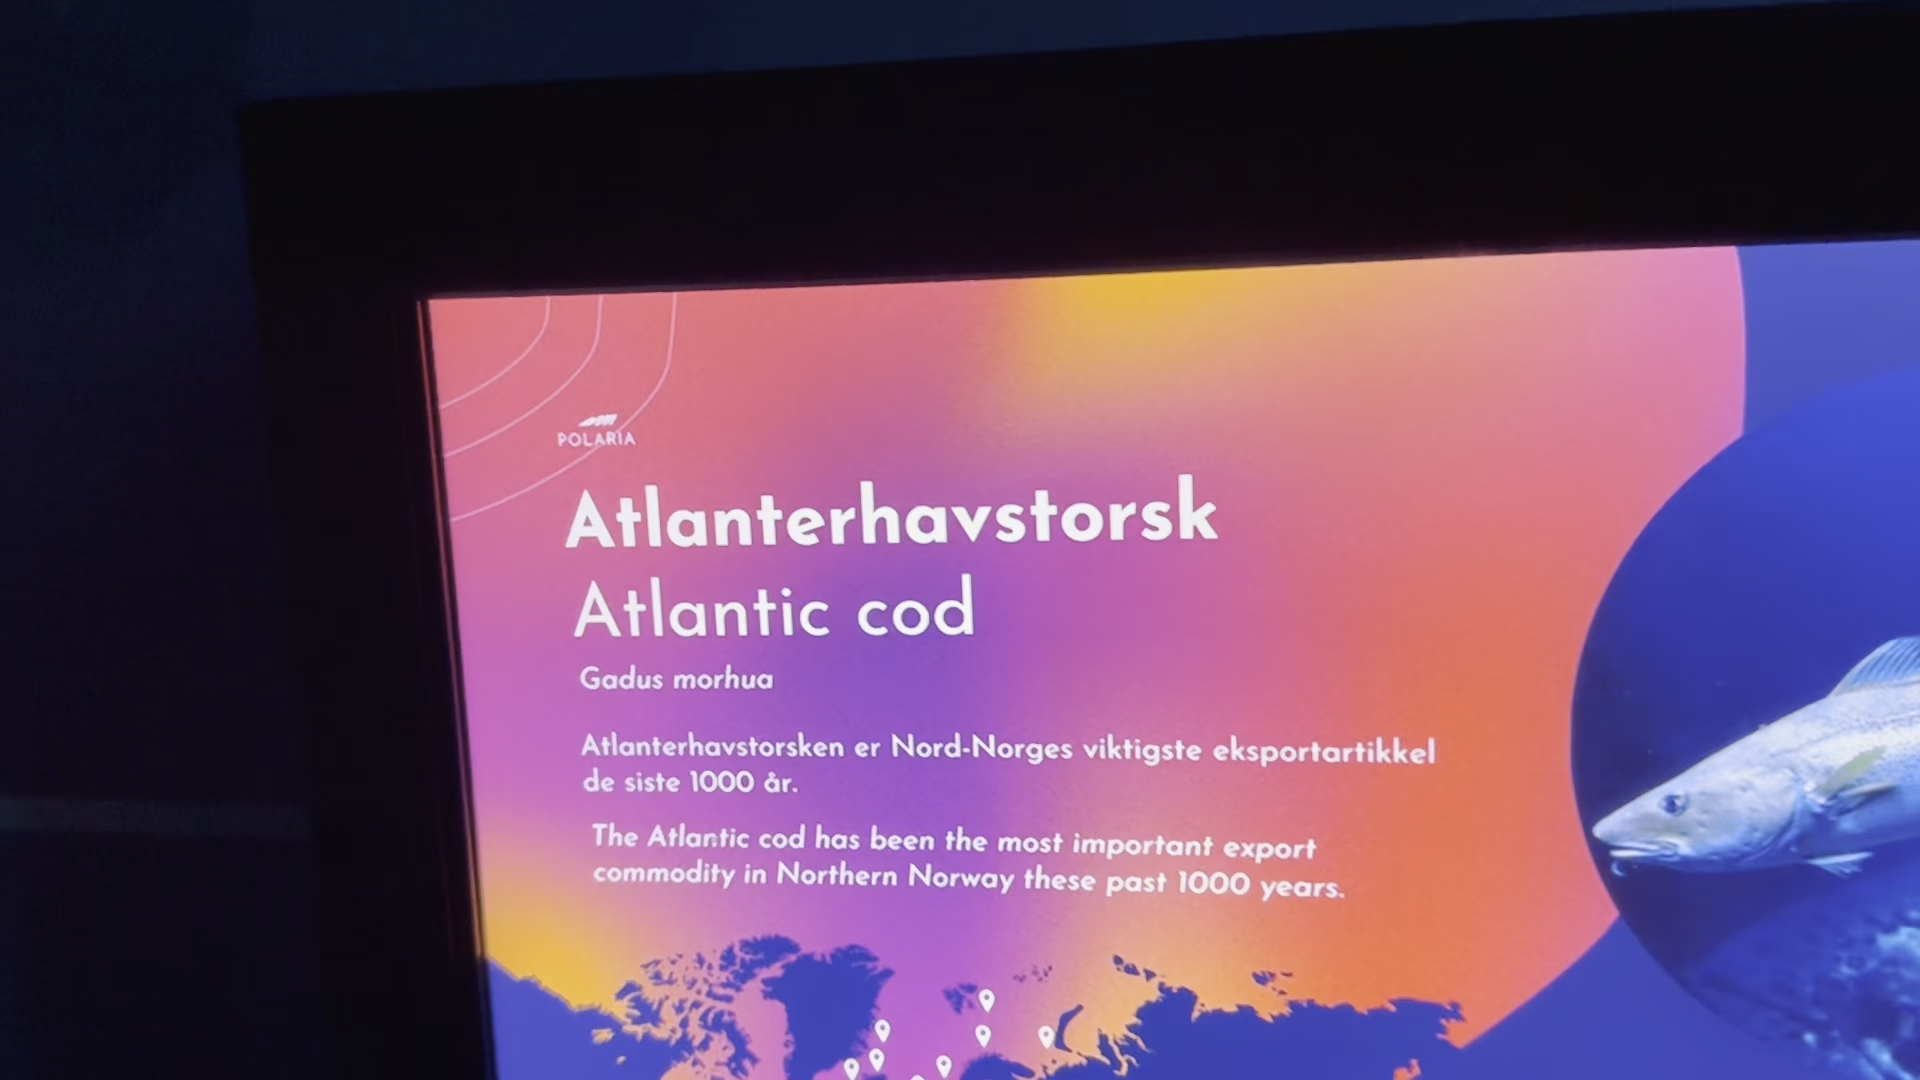 POLARIA
Atlanterhavstorsk
Atlantic cod
Gadus morhua
Atlanterhavstorsken er Nord-Norges viktigste eksportartikkel
de siste 1000 år.
The Atlantic cod has been the most important export
commodity in Northern Norway these past 1000 years.